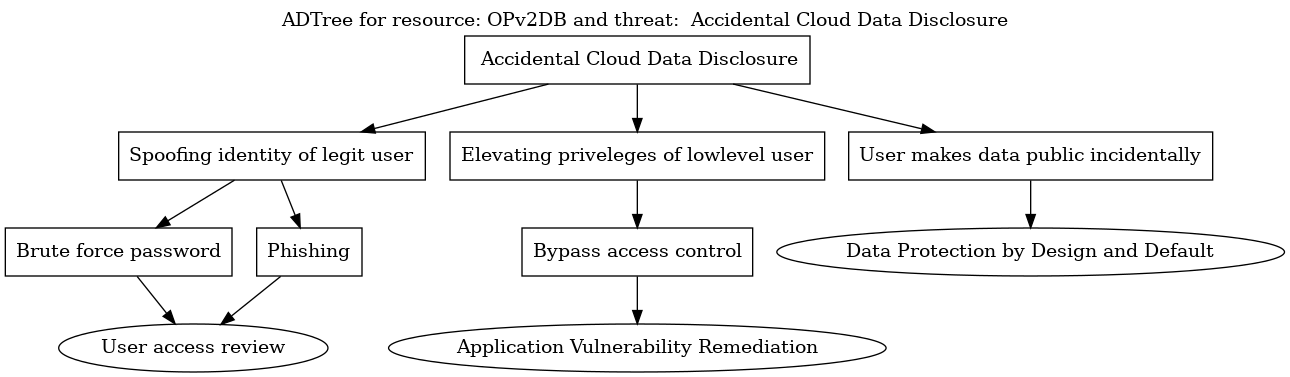 ADTree for resource: OPv2DB and threat:  Accidental Cloud Data Disclosure
Accidental Cloud Data Disclosure
Spoofing identity of legit user
Elevating priveleges of lowlevel user
User makes data public incidentally
Brute force password
Phishing
Bypass access control
Data Protection by Design and Default
User access review
Application Vulnerability Remediation